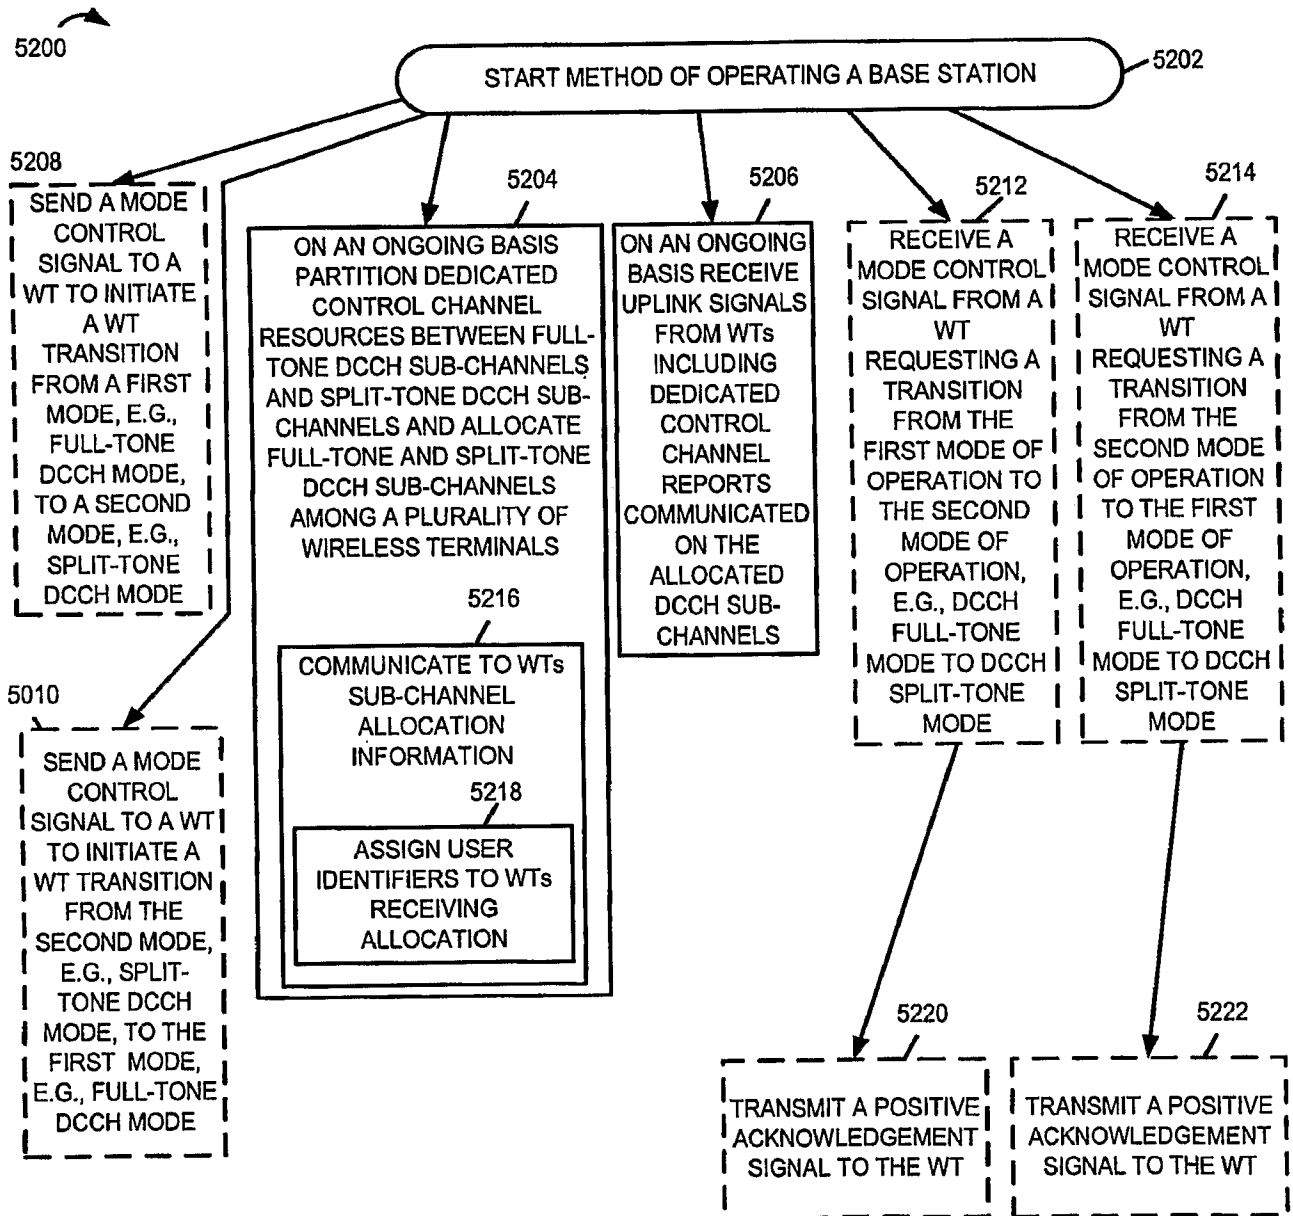 5200
START METHOD OF OPERATING A BASE STATION
5202
5208
SEND A MODE
CONTROL
SIGNAL TO A
WT TO INITIATE
A WT
TRANSITION
FROM A FIRST
MODE, E.G.,
FULL-TONE
DCCH MODE,
TO A SECOND
MODE, E.G.,
SPLIT-TONE
DCCH MODE
5010
SEND A MODE
CONTROL
SIGNAL TO A WT
TO INITIATE A
WT TRANSITION
FROM THE
SECOND MODE,
E.G., SPLIT-
TONE DCCH
MODE, TO THE
FIRST MODE,
E.G., FULL-TONE
DCCH MODE
5204
ON AN ONGOING BASIS
PARTITION DEDICATED
CONTROL CHANNEL
RESOURCES BETWEEN FULL-
TONE DCCH SUB-CHANNELS
AND SPLIT-TONE DCCH SUB-
CHANNELS AND ALLOCATE
FULL-TONE AND SPLIT-TONE
DCCH SUB-CHANNELS
AMONG A PLURALITY OF
WIRELESS TERMINALS
5216
COMMUNICATE TO WTs
SUB-CHANNEL
ALLOCATION
INFORMATION
5218
ASSIGN USER
IDENTIFIERS TO WTs
RECEIVING
ALLOCATION
5206
ON AN ONGOING
BASIS RECEIVE
UPLINK SIGNALS
FROM WTs
INCLUDING
DEDICATED
CONTROL
CHANNEL
REPORTS
COMMUNICATED
ON THE
ALLOCATED
DCCH SUB-
CHANNELS
5212
RECEIVE A
MODE CONTROL
SIGNAL FROM A
WT
REQUESTING A
TRANSITION
FROM THE
FIRST MODE OF
OPERATION TO
THE SECOND
MODE OF
OPERATION,
E.G., DCCH
FULL-TONE
MODE TO DCCH
SPLIT-TONE
MODE
5214
RECEIVE A
MODE CONTROL
SIGNAL FROM A
WT
REQUESTING A
TRANSITION
FROM THE
SECOND MODE
OF OPERATION
TO THE FIRST
MODE OF
OPERATION,
E.G., DCCH
FULL-TONE
MODE TO DCCH
SPLIT-TONE
MODE
5220
TRANSMIT A POSITIVE
ACKNOWLEDGEMENT
SIGNAL TO THE WT
5222
TRANSMIT A POSITIVE
ACKNOWLEDGEMENT
SIGNAL TO THE WT